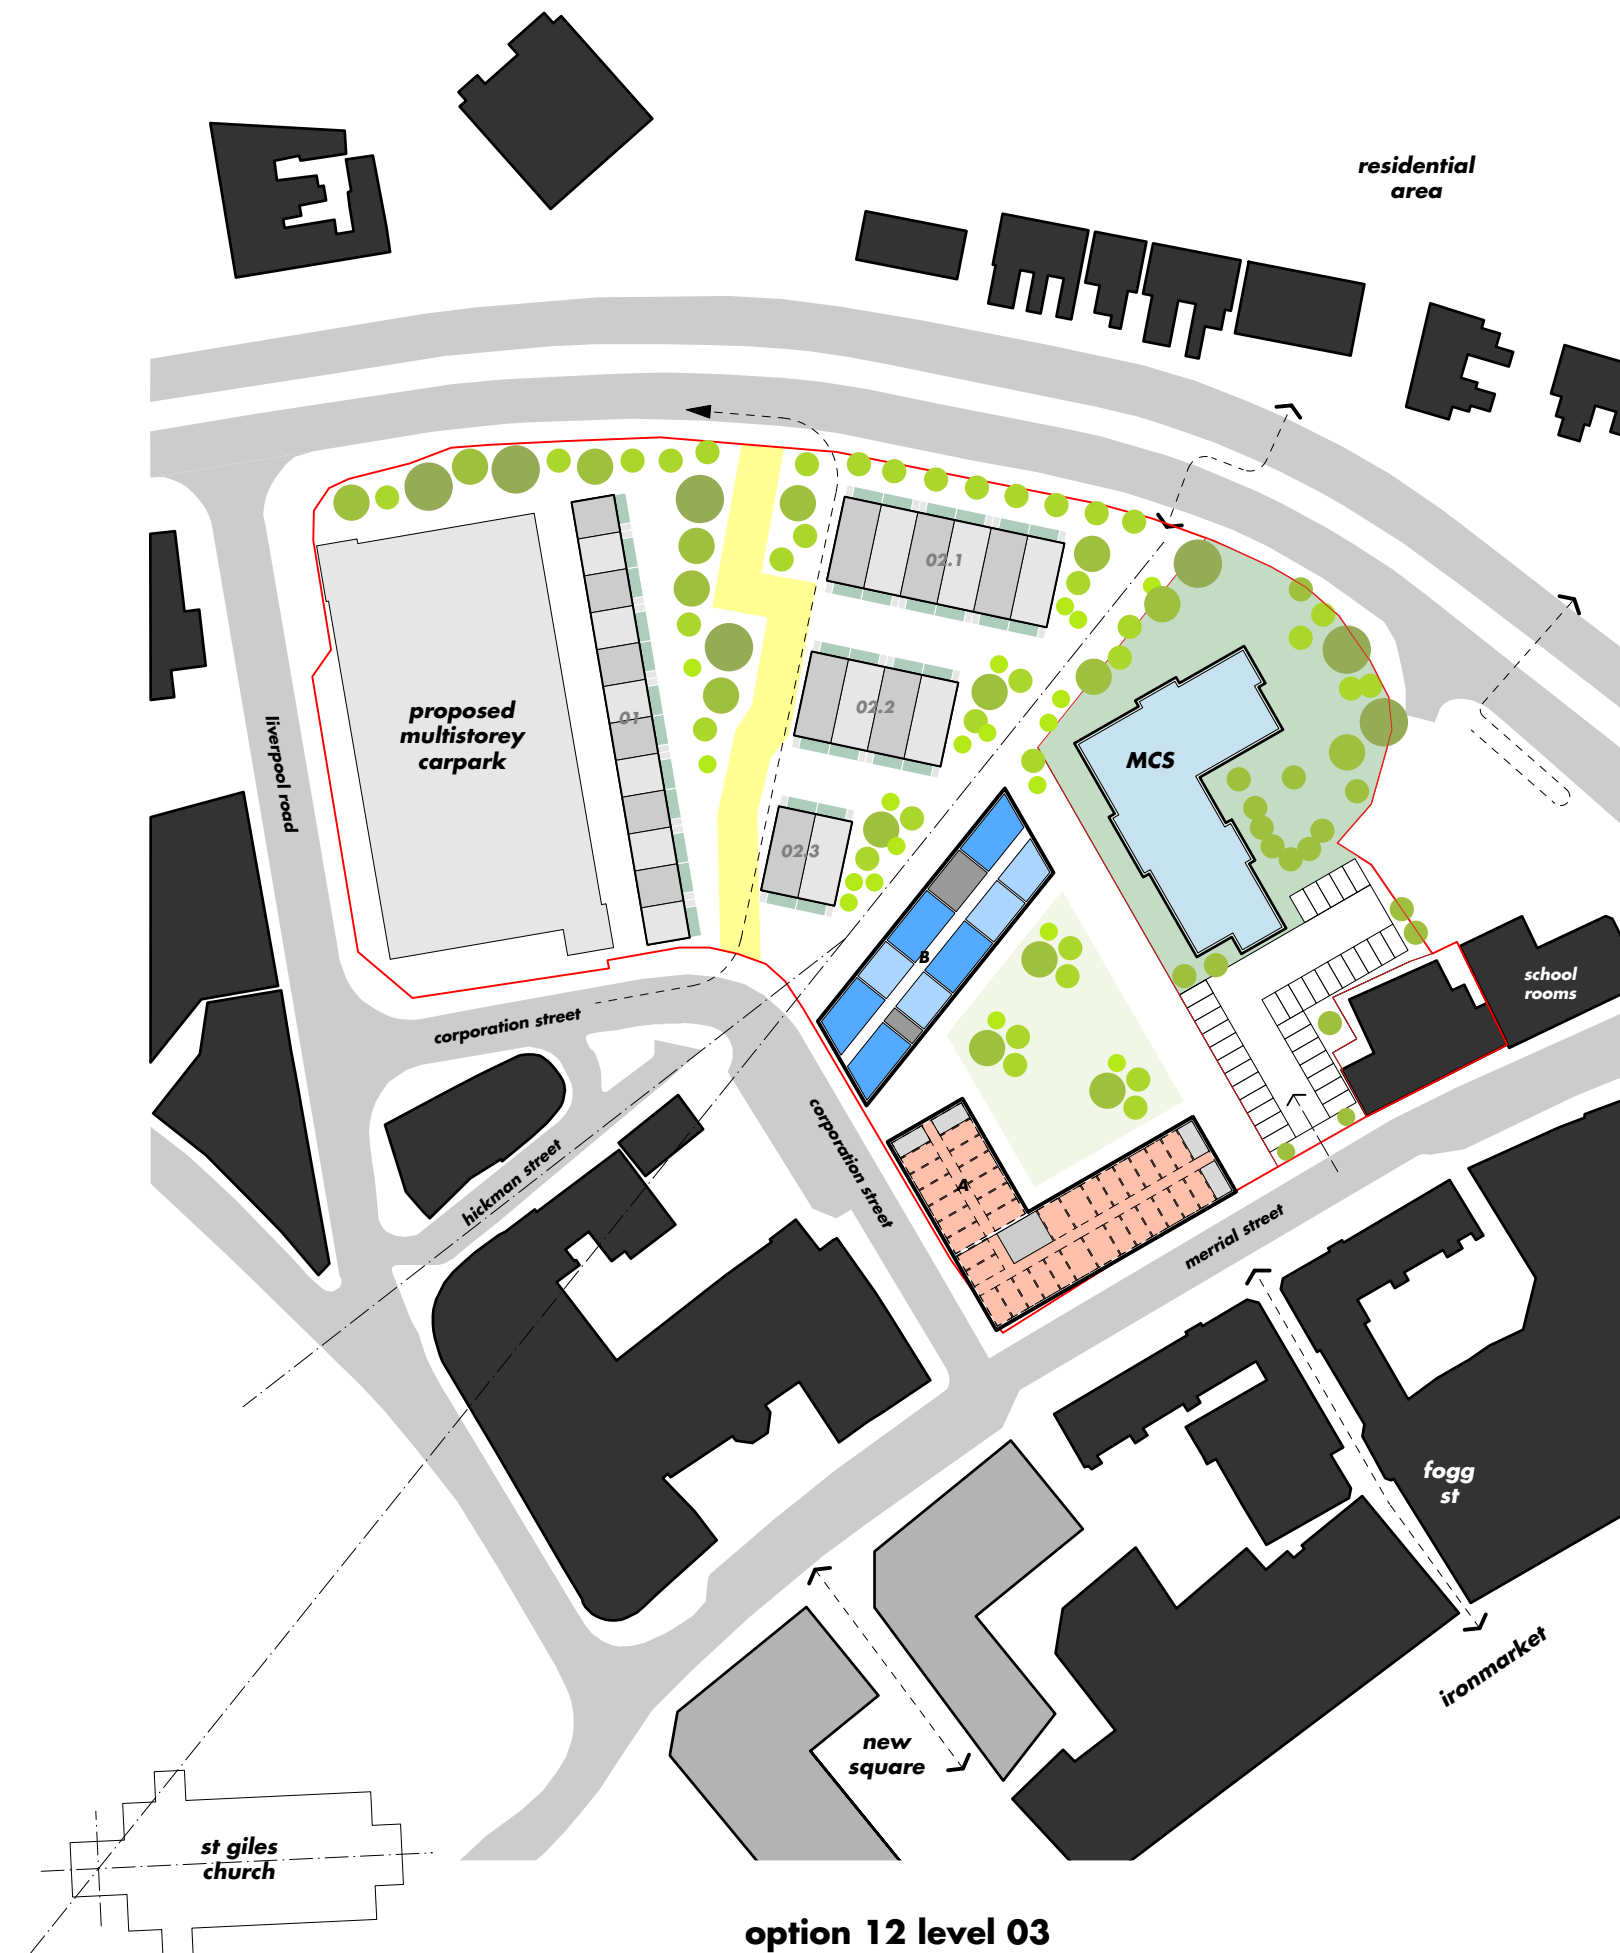 residential
area
02.1
02.2
01
proposed
multistorey
carpark
MCS
liverpool road
02.3
B
school
rooms
corporation street
corporation street
hickman street
A
merrial street
fogg
st
ironmarket
new
square
st giles
church
option 12 level 03